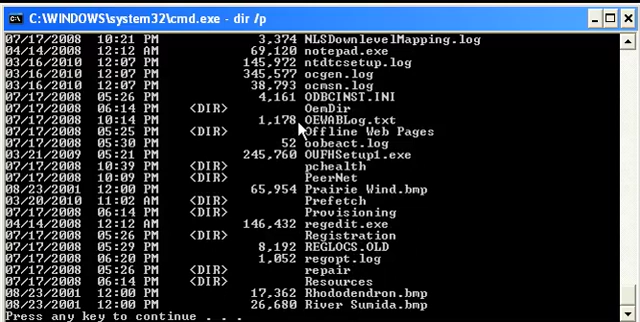 C:\WINDOWS\system32\cmd.exe - dir /p
07/17/2008 10:21 PM 3,374 NLSDownlevelMapping.log
04/14/2008 12:12 AM 69,120 notepad.exe
03/16/2010 12:07 PM 145,972 ntdtcsetup.log
03/16/2010 12:07 PM 345,577 ocgen.log
03/16/2010 12:07 PM 38,793 ocmsn.log
07/17/2008 05:26 PM 4,161 ODBCINST.INI
07/17/2008 06:14 PM <DIR> OemDir
07/17/2008 10:14 PM 1,178 OEWABLog.txt
07/17/2008 05:25 PM <DIR> Offline Web Pages
07/17/2008 05:30 PM 52 oobeact.log
03/21/2009 05:21 PM 245,760 OUFHSetup1.exe
07/17/2008 10:39 PM <DIR> pchealth
07/17/2008 10:09 PM <DIR> PeerNet
08/23/2001 12:00 PM 65,954 Prairie Wind.bmp
03/20/2010 11:02 AM <DIR> Prefetch
07/17/2008 06:14 PM <DIR> Provisioning
04/14/2008 12:12 AM 146,432 regedit.exe
07/17/2008 05:26 PM <DIR> Registration
07/17/2008 05:29 PM 8,192 REGLOCS.OLD
07/17/2008 06:20 PM 1,052 regopt.log
07/17/2008 05:26 PM <DIR> repair
07/17/2008 06:14 PM <DIR> Resources
08/23/2001 12:00 PM 17,362 Rhododendron.bmp
08/23/2001 12:00 PM 26,680 River Sumida.bmp
Press any key to continue . . .